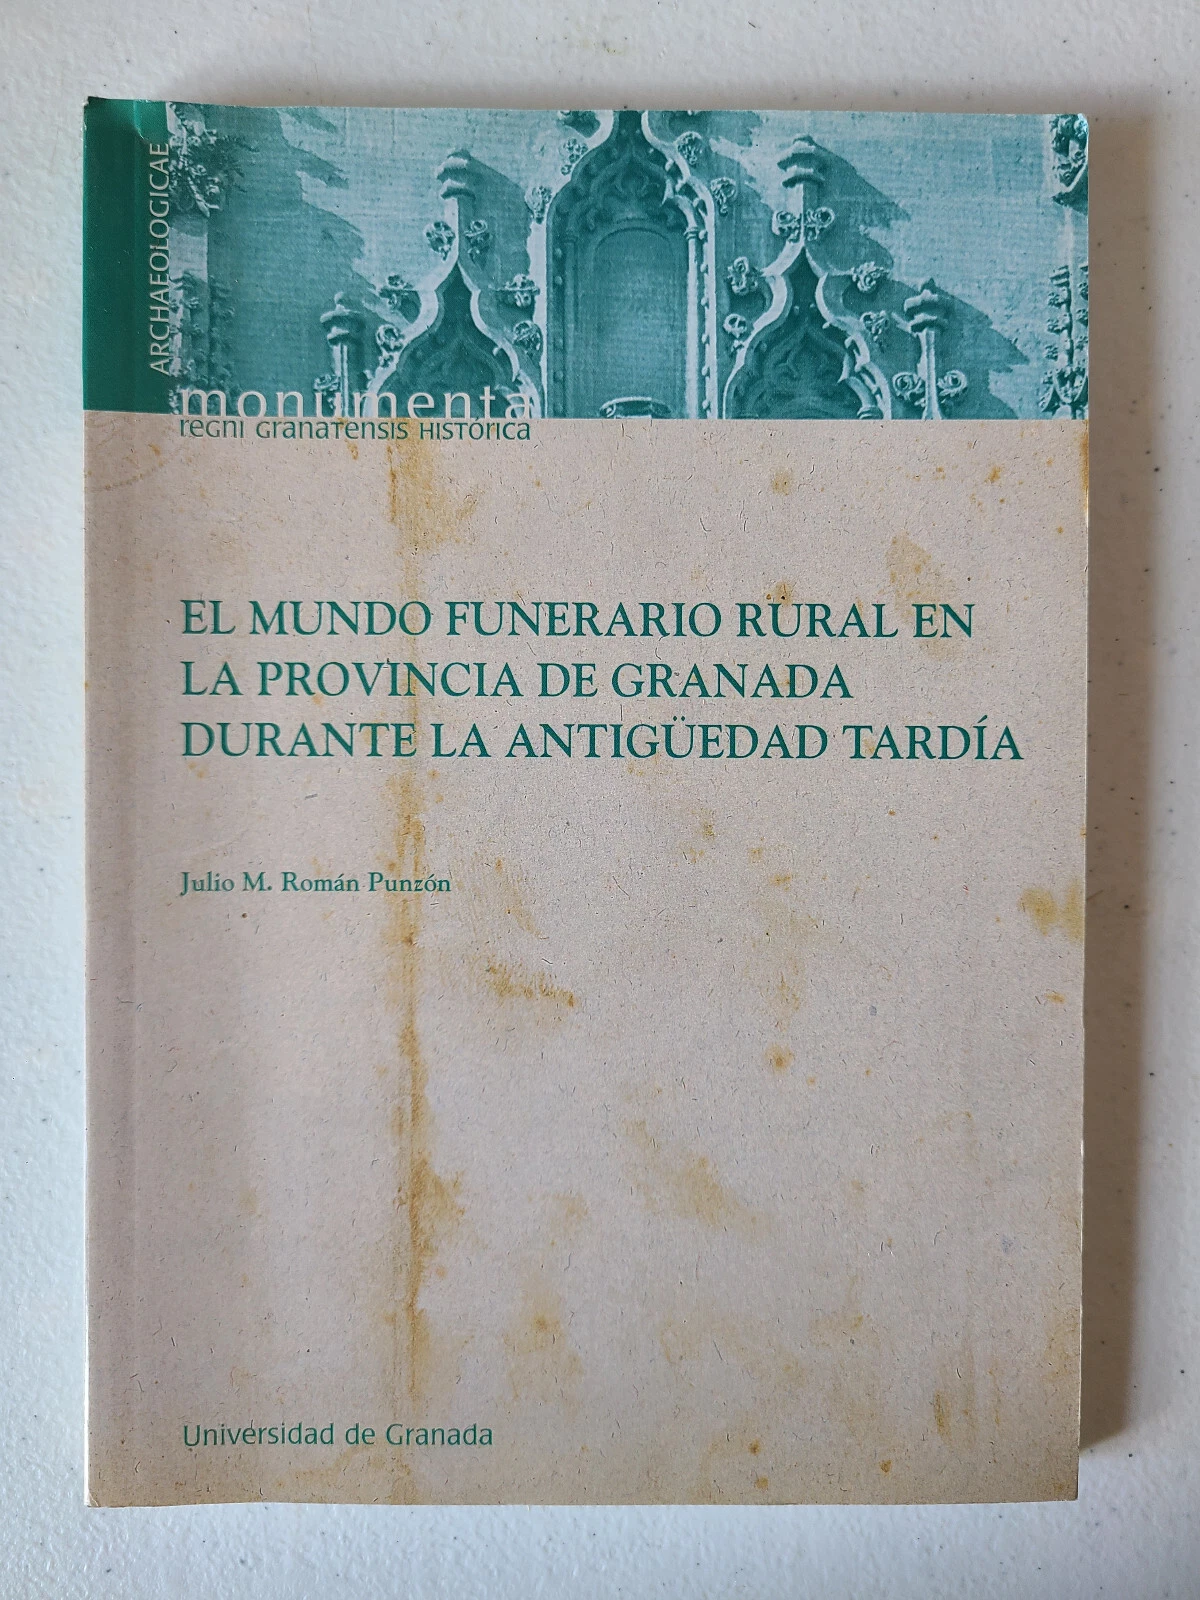 ARCHAEOLOGICAE
monumenta
regni granatensis histórica
EL MUNDO FUNERARIO RURAL EN
LA PROVINCIA DE GRANADA
DURANTE LA ANTIGÜEDAD TARDÍA
Julio M. Román Punzón
Universidad de Granada